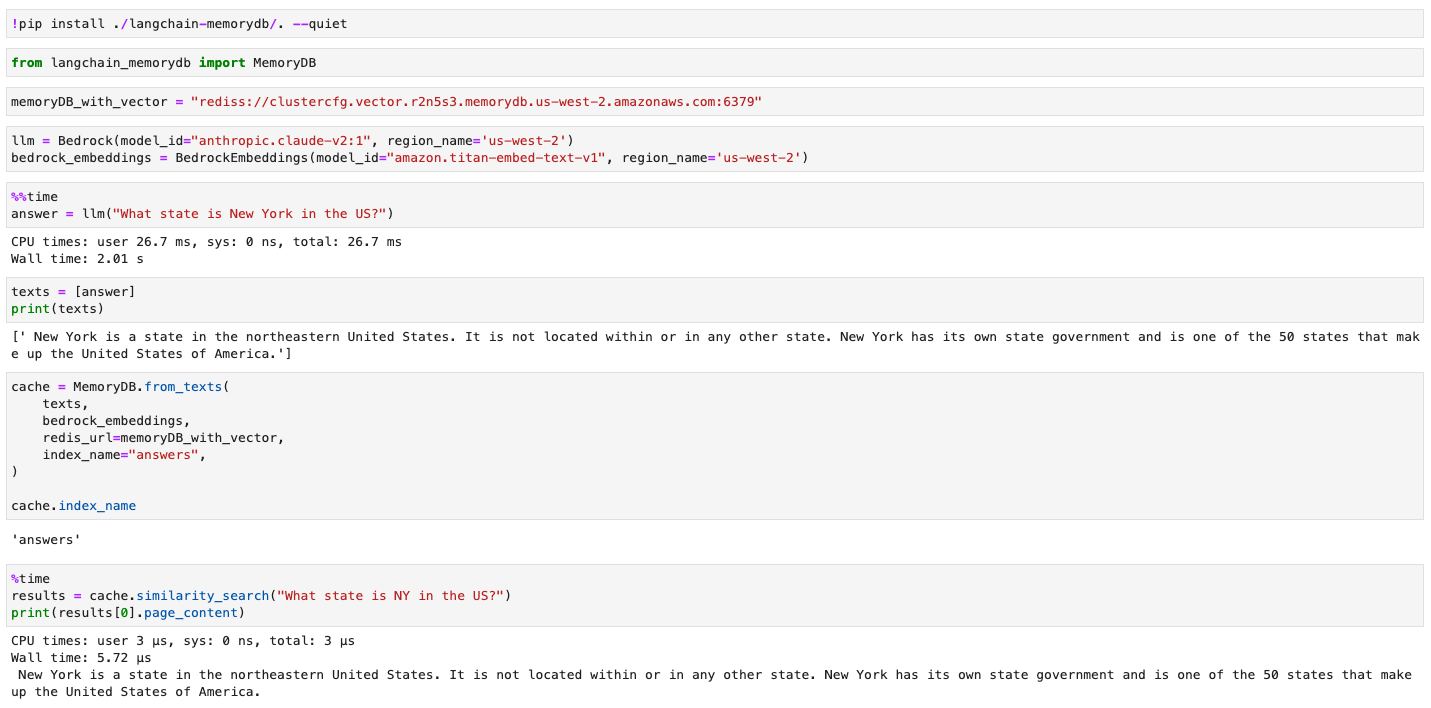 !pip install ./langchain-memorydb/. --quiet
from langchain_memorydb import MemoryDB
memoryDB_with_vector = "rediss://clustercfg.vector.r2n5s3.memorydb.us-west-2.amazonaws.com:6379"
llm = Bedrock(model_id="anthropic.claude-v2:1", region_name='us-west-2')
bedrock_embeddings = BedrockEmbeddings(model_id="amazon.titan-embed-text-v1", region_name='us-west-2')
%%time
answer = llm("What state is New York in the US?")
CPU times: user 26.7 ms, sys: 0 ns, total: 26.7 ms
Wall time: 2.01 s
texts = [answer]
print(texts)
[' New York is a state in the northeastern United States. It is not located within or in any other state. New York has its own state government and is one of the 50 states that mak
e up the United States of America.']
cache = MemoryDB.from_texts(
    texts,
    bedrock_embeddings,
    redis_url=memoryDB_with_vector,
    index_name="answers",
)
cache.index_name
'answers'
%time
results = cache.similarity_search("What state is NY in the US?")
print(results[0].page_content)
CPU times: user 3 µs, sys: 0 ns, total: 3 µs
Wall time: 5.72 µs
 New York is a state in the northeastern United States. It is not located within or in any other state. New York has its own state government and is one of the 50 states that make
up the United States of America.